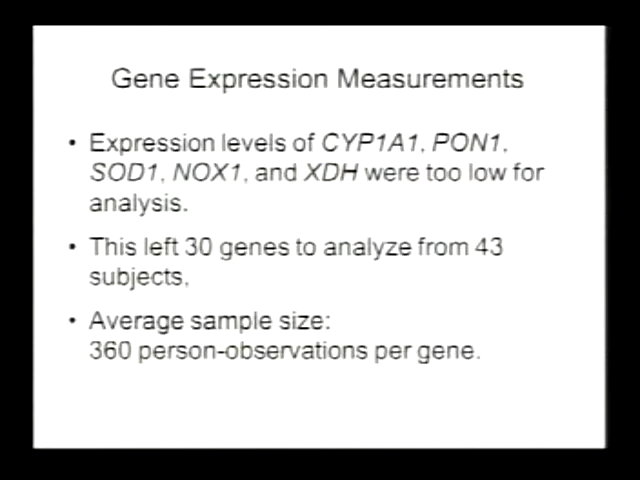 Gene Expression Measurements
• Expression levels of CYP1A1, PON1,
SOD1, NOX1, and XDH were too low for
analysis.
• This left 30 genes to analyze from 43
subjects,
• Average sample size:
360 person-observations per gene.